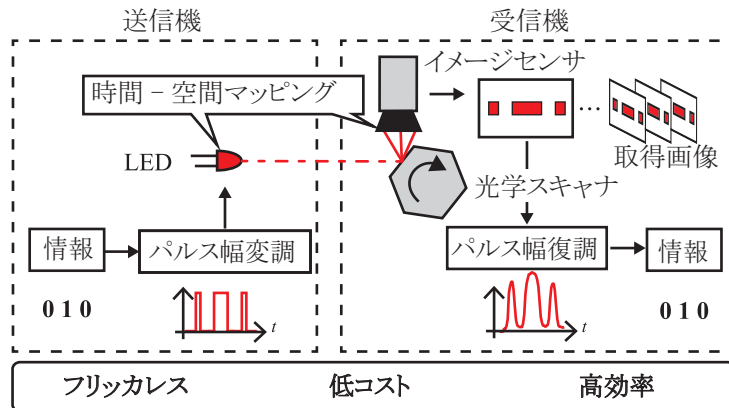 送信機
受信機
時間－空間マッピング
イメージセンサ
…
取得画像
LED
光学スキャナ
情報
パルス幅変調
パルス幅復調
情報
0 1 0
t
t
0 1 0
フリッカレス 低コスト 高効率